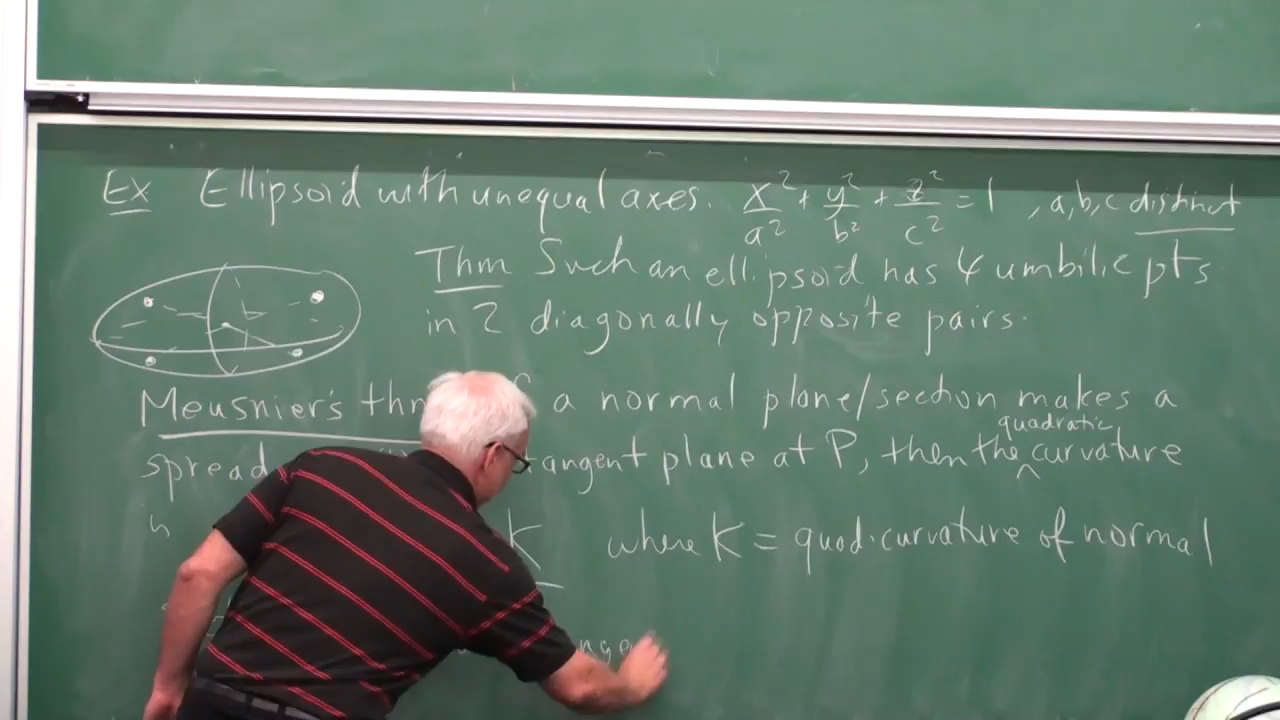 Ex Ellipsoid with unequal axes. x²/a² + y²/b² + z²/c² = 1 , a,b,c distinct
Thm Such an ellipsoid has 4 umbilic pts
in 2 diagonally opposite pairs.
Meusnier's thm a normal plane/section makes a
quadratic
spread tangent plane at P, then the ^ curvature
K where K = quad. curvature of normal